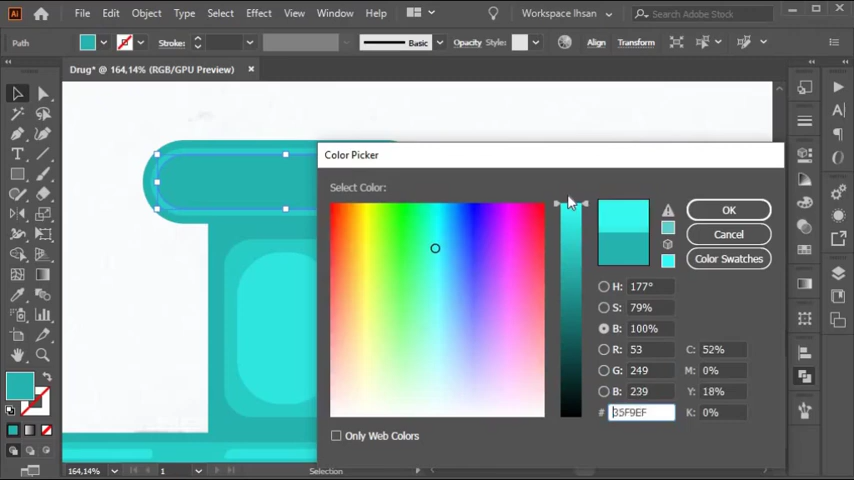 Ai File Edit Object Type Select Effect View Window Help Workspace Ihsan Search Adobe Stock
Path Stroke: Basic Opacity Style: Align Transform
Drug* @ 164,14% (RGB/GPU Preview) ×
Color Picker
Select Color:
OK
Cancel
Color Swatches
H: 177°
S: 79%
B: 100%
R: 53 C: 52%
G: 249 M: 0%
B: 239 Y: 18%
# 35F9EF K: 0%
Only Web Colors
164,14% 1 Selection